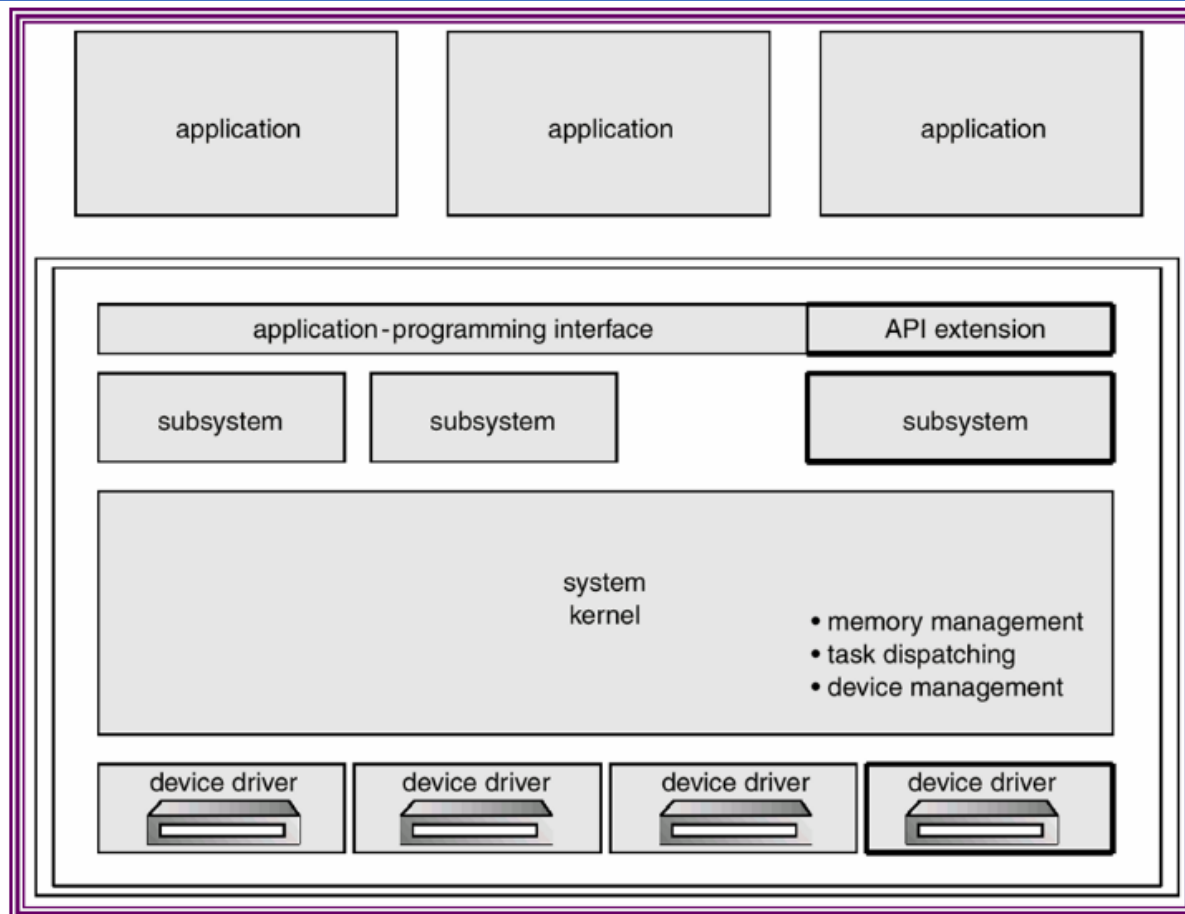 application
application
application
application-programming interface
API extension
subsystem
subsystem
subsystem
system
kernel
• memory management
• task dispatching
• device management
device driver
device driver
device driver
device driver